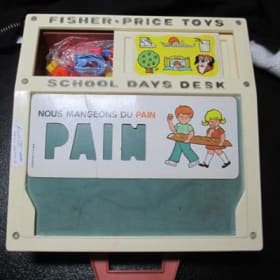 FISHER-PRICE TOYS
SCHOOL DAYS DESK
NOUS MANGEONS DU PAIN
PAIN